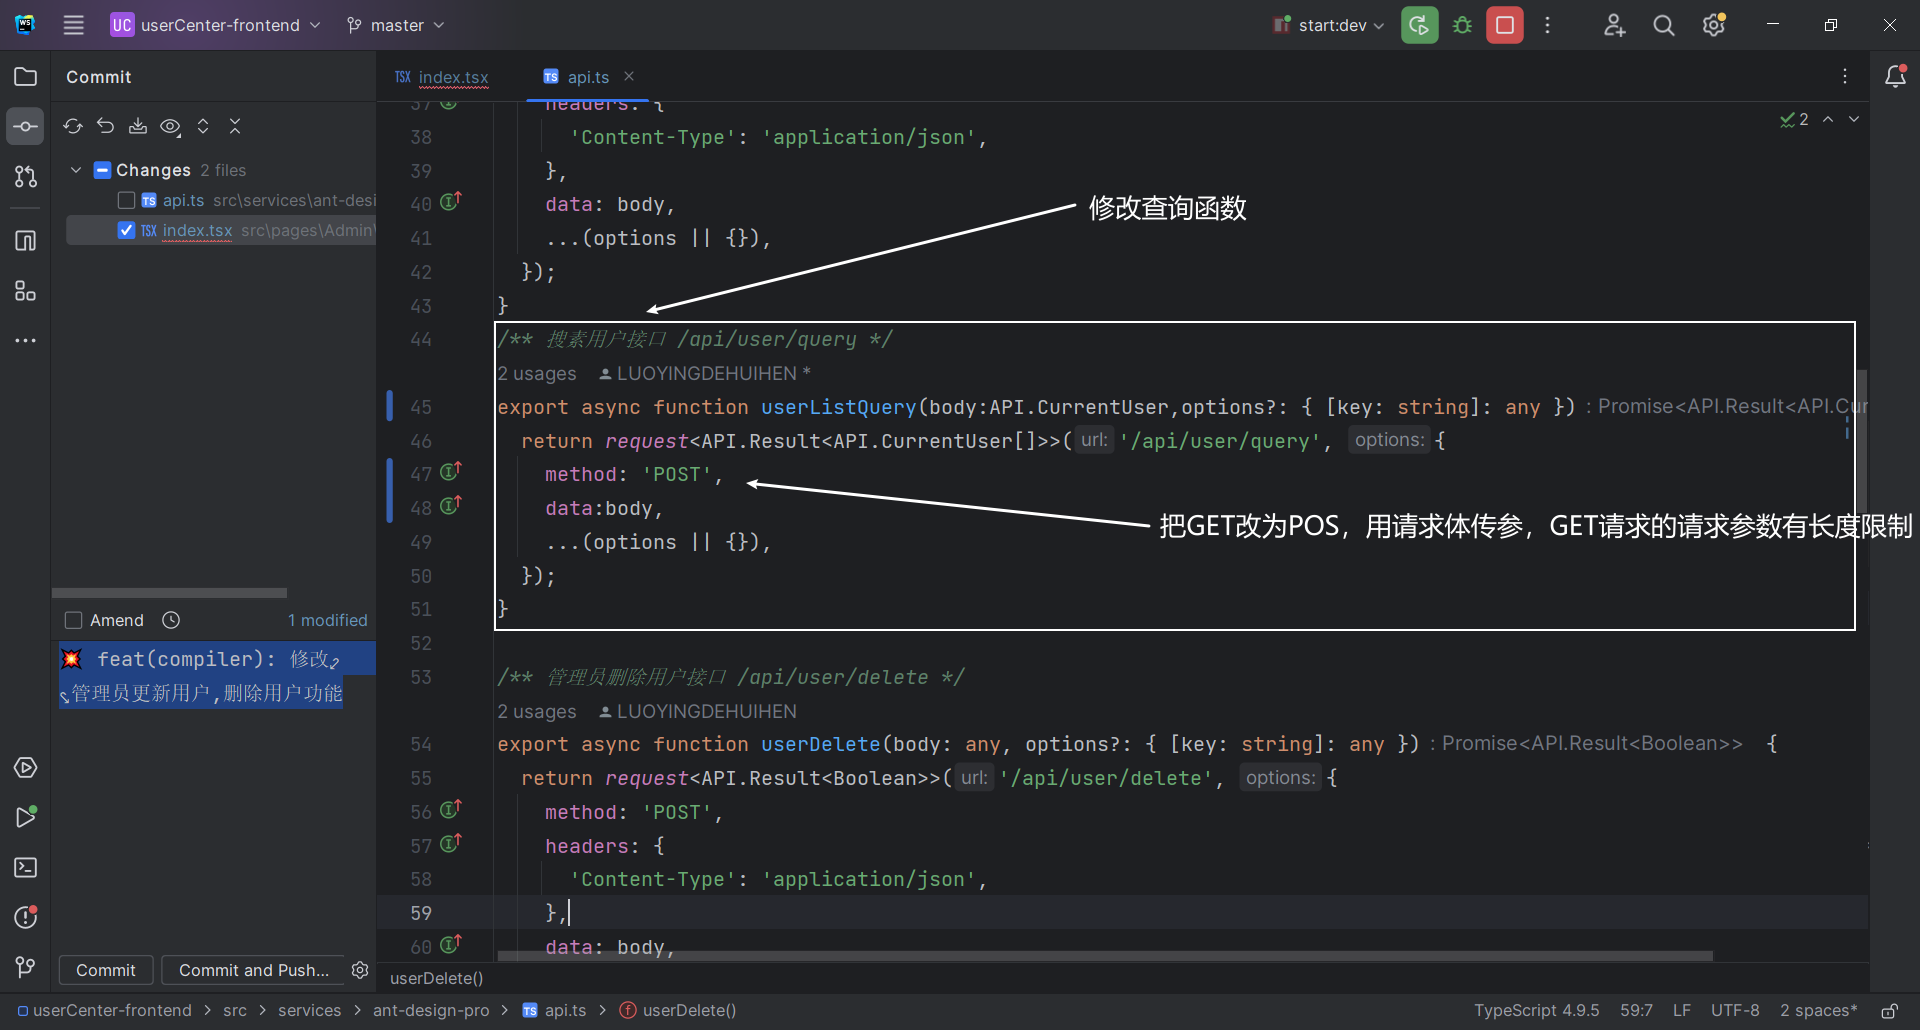 UC userCenter-frontend master start:dev
Commit
index.tsx
api.ts
Changes 2 files
api.ts src\services\ant-desi
index.tsx src\pages\Admin\
Amend 1 modified
💥 feat(compiler): 修改
管理员更新用户,删除用户功能
Commit
Commit and Push...
2
37 headers: {
38 'Content-Type': 'application/json',
39 },
40 data: body,
41 ...(options || {}),
42 });
43 }
44 /** 搜素用户接口 /api/user/query */
2 usages LUOYINGDEHUIHEN *
45 export async function userListQuery(body:API.CurrentUser,options?: { [key: string]: any }) : Promise<API.Result<API.Cur
46 return request<API.Result<API.CurrentUser[]>>( url: '/api/user/query', options: {
47 method: 'POST',
48 data:body,
49 ...(options || {}),
50 });
51 }
52
53 /** 管理员删除用户接口 /api/user/delete */
2 usages LUOYINGDEHUIHEN
54 export async function userDelete(body: any, options?: { [key: string]: any }) : Promise<API.Result<Boolean>> {
55 return request<API.Result<Boolean>>( url: '/api/user/delete', options: {
56 method: 'POST',
57 headers: {
58 'Content-Type': 'application/json',
59 },
60 data: body,
修改查询函数
把GET改为POS，用请求体传参，GET请求的请求参数有长度限制
userDelete()
userCenter-frontend > src > services > ant-design-pro > api.ts > userDelete()
TypeScript 4.9.5 59:7 LF UTF-8 2 spaces*